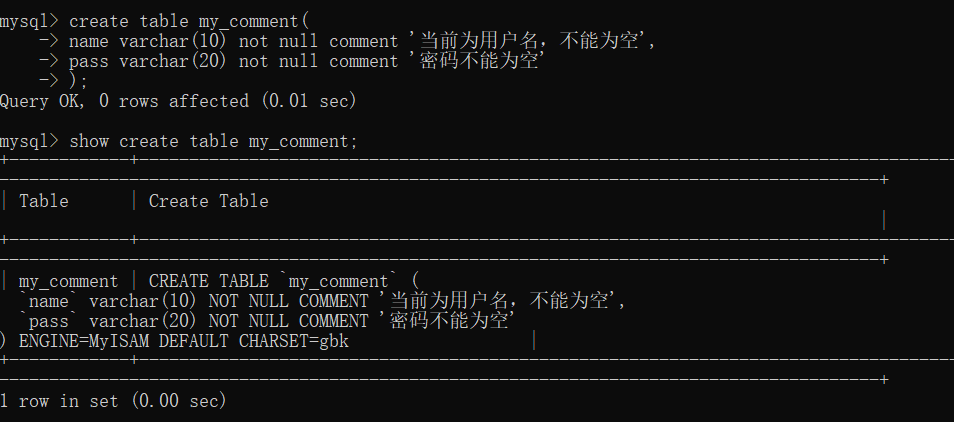 mysql> create table my_comment(
    -> name varchar(10) not null comment '当前为用户名，不能为空',
    -> pass varchar(20) not null comment '密码不能为空'
    -> );
Query OK, 0 rows affected (0.01 sec)
mysql> show create table my_comment;
| Table      | Create Table
|
| my_comment | CREATE TABLE `my_comment` (
  `name` varchar(10) NOT NULL COMMENT '当前为用户名，不能为空',
  `pass` varchar(20) NOT NULL COMMENT '密码不能为空'
) ENGINE=MyISAM DEFAULT CHARSET=gbk |
1 row in set (0.00 sec)